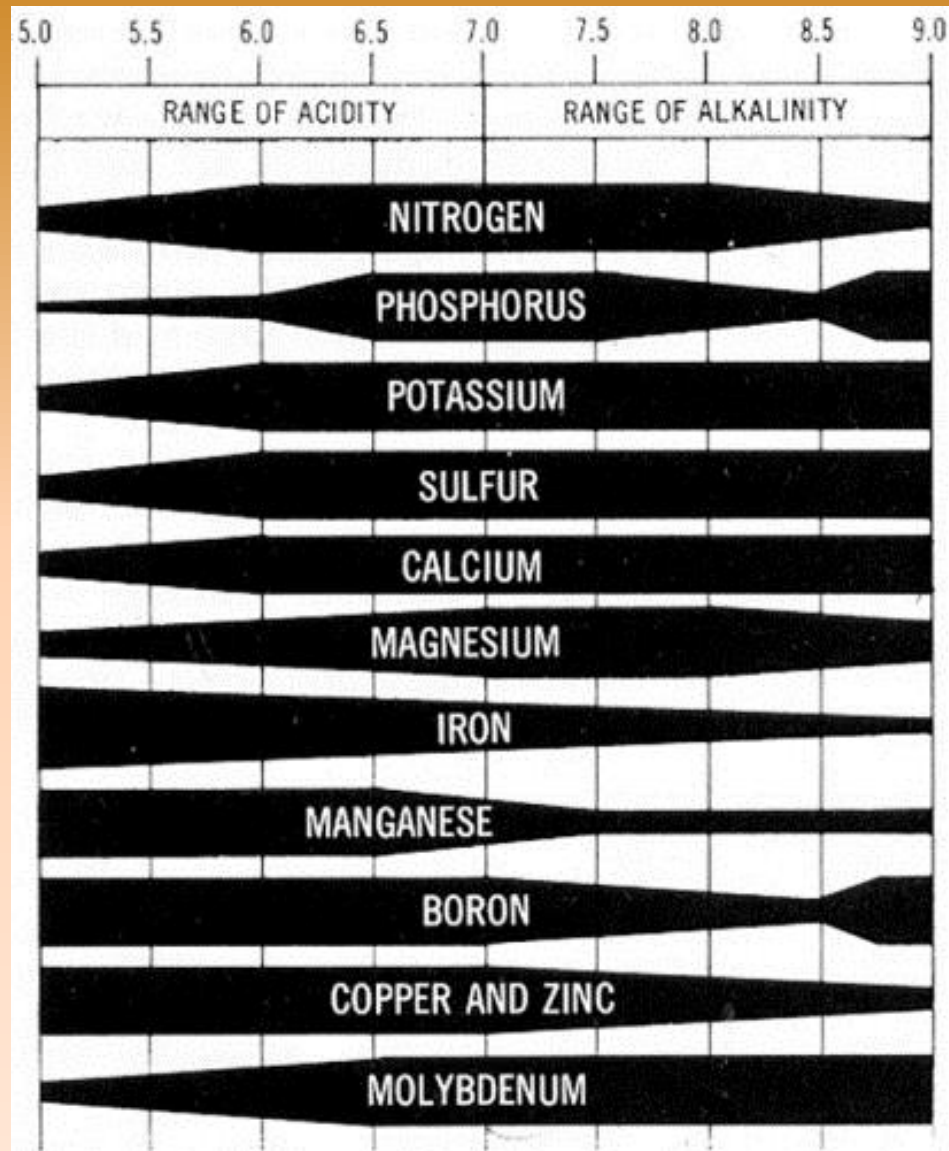 5.0 5.5 6.0 6.5 7.0 7.5 8.0 8.5 9.0
RANGE OF ACIDITY RANGE OF ALKALINITY
NITROGEN
PHOSPHORUS
POTASSIUM
SULFUR
CALCIUM
MAGNESIUM
IRON
MANGANESE
BORON
COPPER AND ZINC
MOLYBDENUM